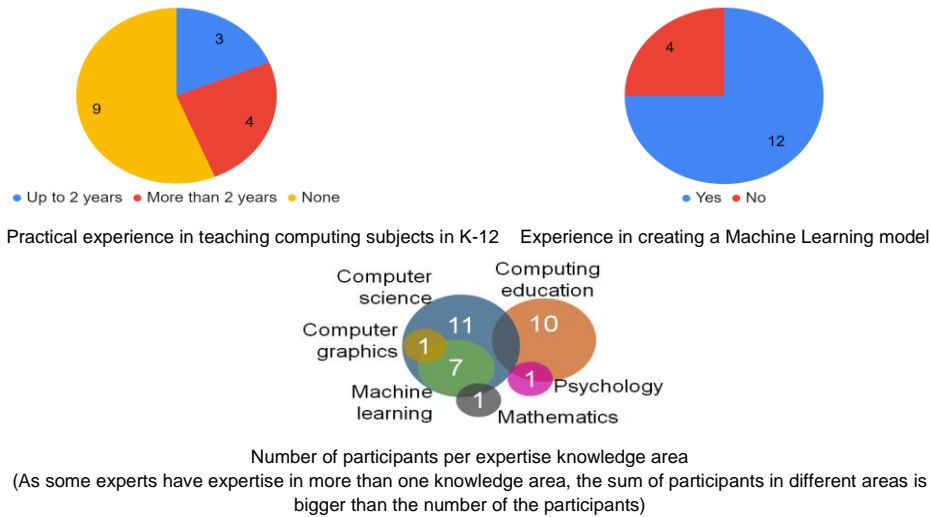 3
4
9
Up to 2 years More than 2 years None
Practical experience in teaching computing subjects in K-12
4
12
Yes No
Experience in creating a Machine Learning model
Computer
science
Computing
education
Computer
graphics
Machine
learning
Mathematics
Psychology
11
10
1
7
1
1
Number of participants per expertise knowledge area
(As some experts have expertise in more than one knowledge area, the sum of participants in different areas is
bigger than the number of the participants)